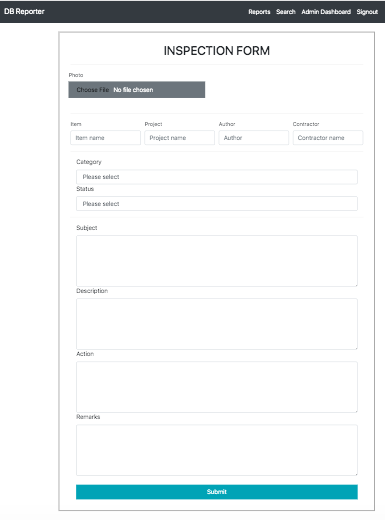 DB Reporter Reports Search Admin Dashboard Signout
INSPECTION FORM
Photo
Choose File No file chosen
Item Project Author Contractor
Item name Project name Author Contractor name
Category
Please select
Status
Please select
Subject
Description
Action
Remarks
Submit